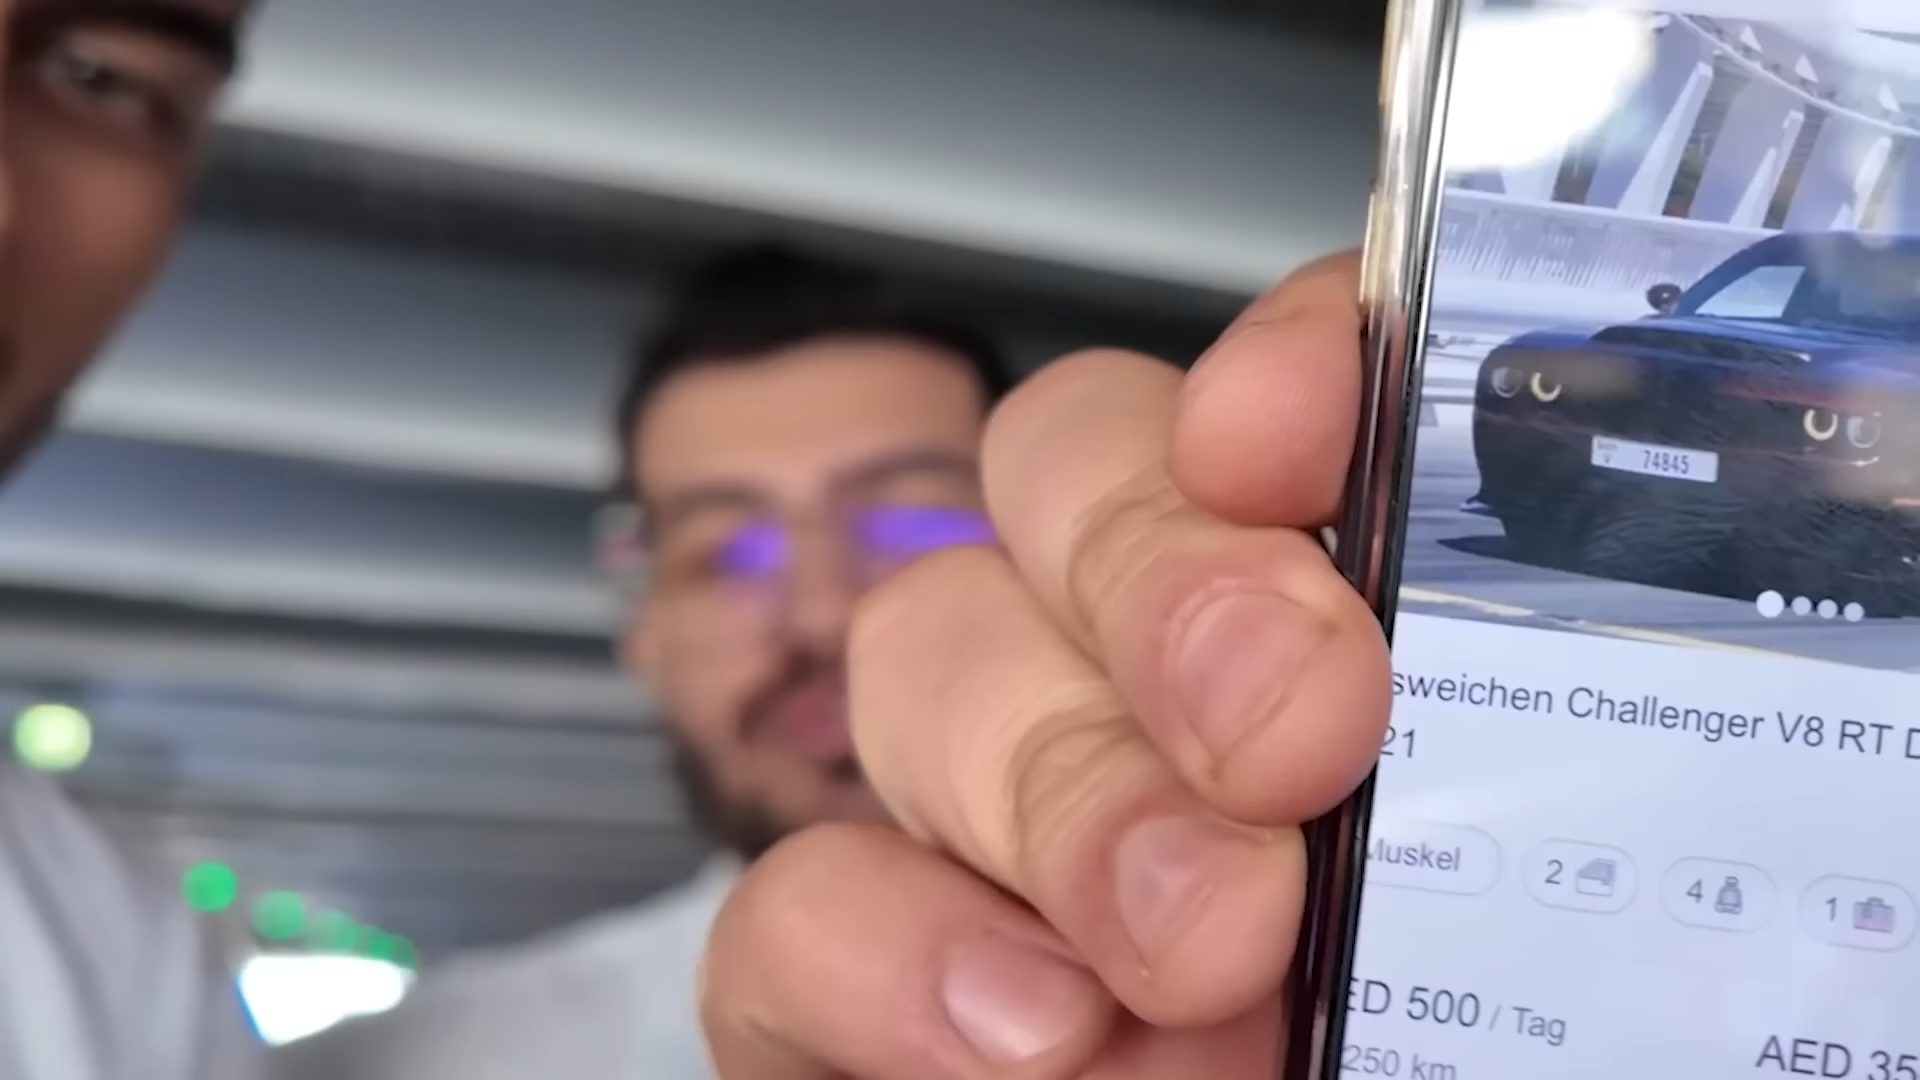 74845
sweichen Challenger V8 RT
21
Muskel
2
4
1
ED 500 / Tag
250 km
AED 35